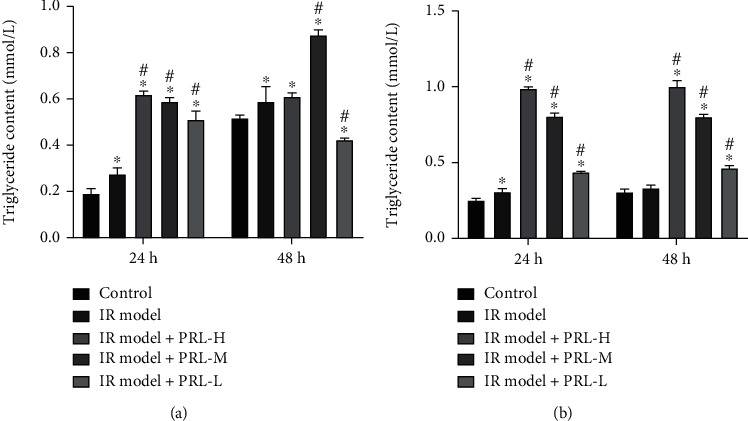 Triglyceride content (mmol/L)
1.0
0.8
0.6
0.4
0.2
0.0
*
#
*
#
*
#
*
*
*
#
*
#
*
24 h
48 h
Control
IR model
IR model + PRL-H
IR model + PRL-M
IR model + PRL-L
(a)
Triglyceride content (mmol/L)
1.5
1.0
0.5
0.0
*
#
*
#
*
#
*
#
*
#
*
#
*
24 h
48 h
Control
IR model
IR model + PRL-H
IR model + PRL-M
IR model + PRL-L
(b)